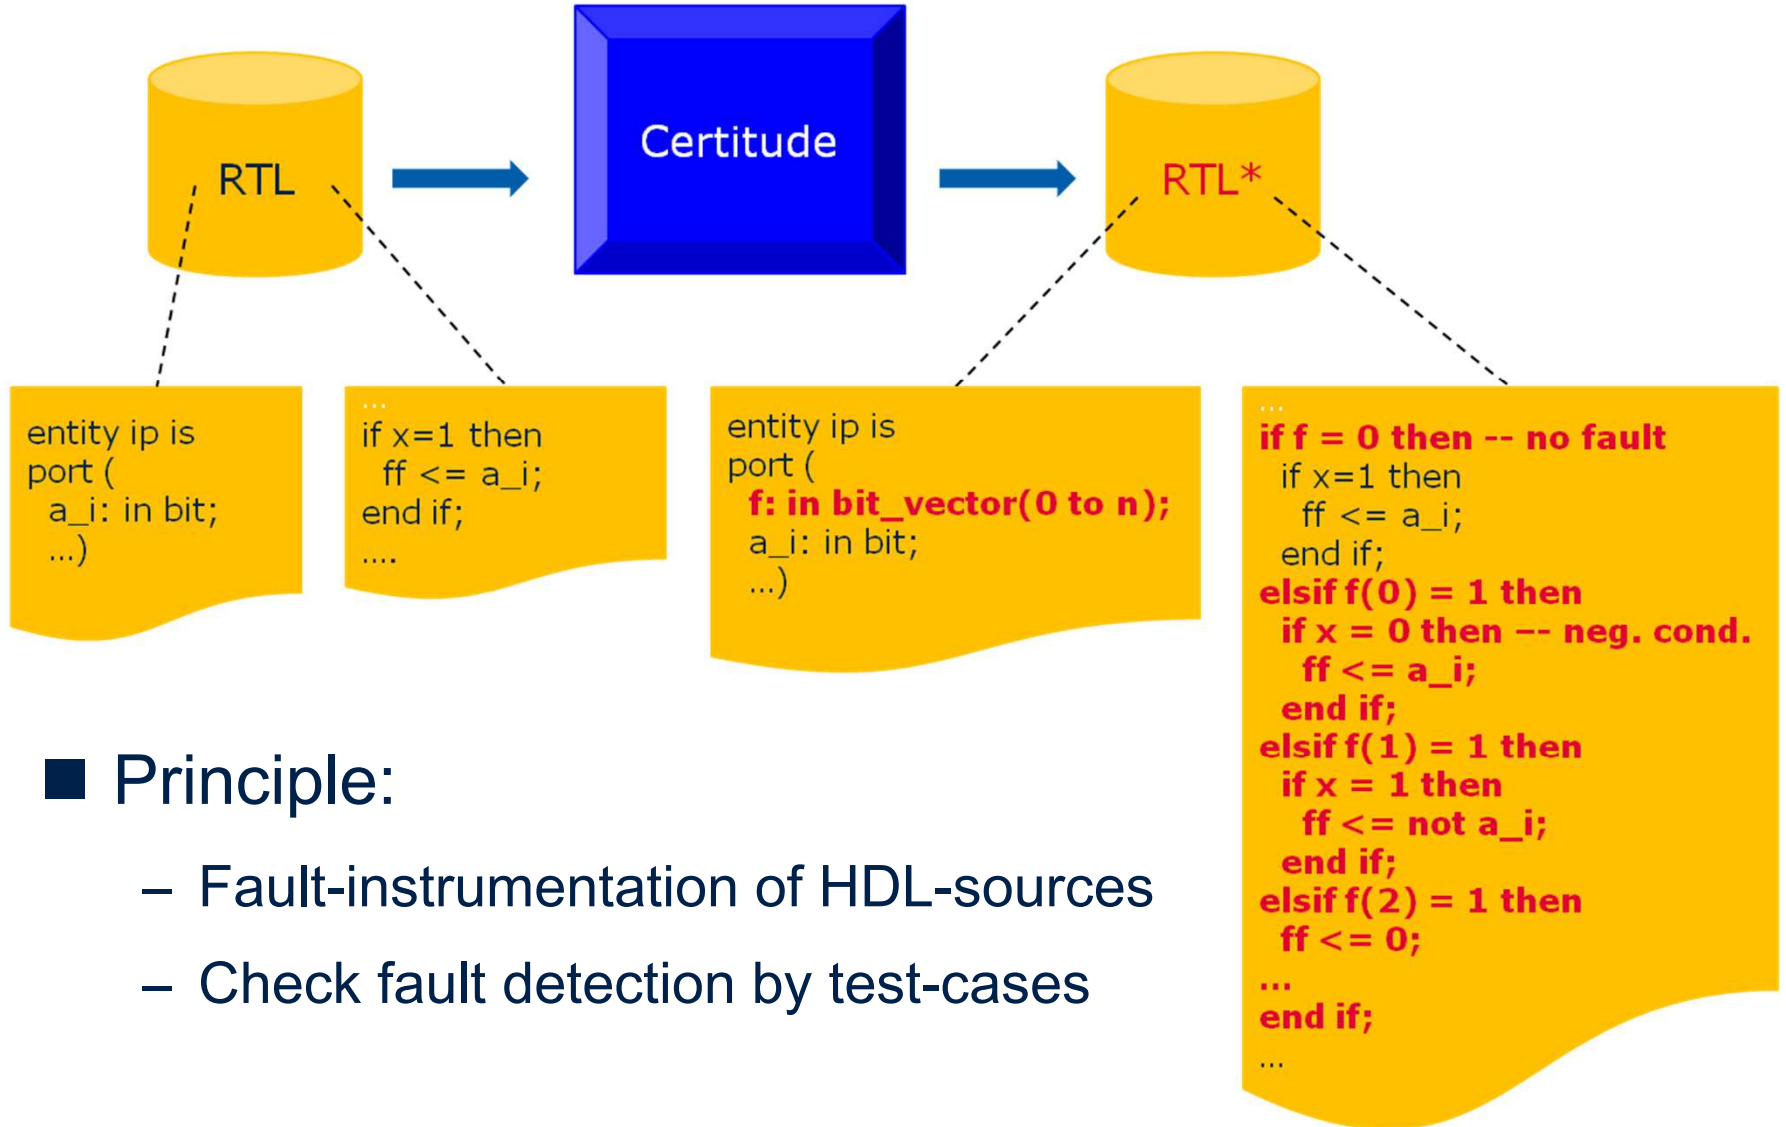 RTL
Certitude
RTL*
entity ip is
port (
a_i: in bit;
...)
...
if x=1 then
ff <= a_i;
end if;
....
entity ip is
port (
f: in bit_vector(0 to n);
a_i: in bit;
...)
...
if f = 0 then -- no fault
if x=1 then
ff <= a_i;
end if;
elsif f(0) = 1 then
if x = 0 then -- neg. cond.
ff <= a_i;
end if;
elsif f(1) = 1 then
if x = 1 then
ff <= not a_i;
end if;
elsif f(2) = 1 then
ff <= 0;
...
end if;
...
■ Principle:
– Fault-instrumentation of HDL-sources
– Check fault detection by test-cases